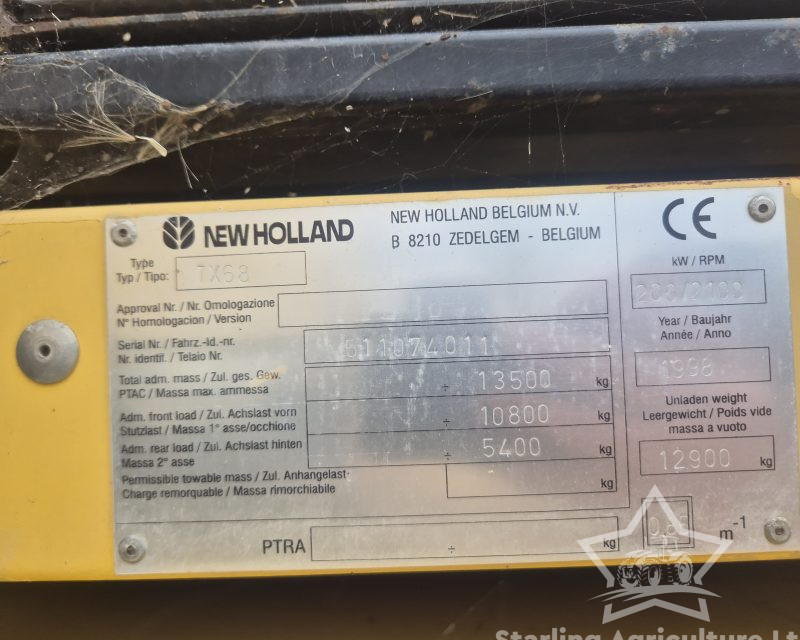 NEW HOLLAND
NEW HOLLAND BELGIUM N.V.
B 8210 ZEDELGEM - BELGIUM
Type
Typ / Tipo: TX68
Approval Nr. / Nr. Omologazione
N° Homologacion / Version
Serial Nr. / Fahrz.-Id.-nr.
Nr. identif. / Telaio Nr.
511074011
Total adm. mass / Zul. ges. Gew.
PTAC / Massa max. ammessa
÷ 13500 kg
Adm. front load / Zul. Achslast vorn
Stutzlast / Massa 1° asse/occhione
÷ 10800 kg
Adm. rear load / Zul. Achslast hinten
Massa 2° asse
÷ 5400 kg
Permissible towable mass / Zul. Anhangelast
Charge remorquable / Massa rimorchiabile
kg
PTRA ÷ kg
CE
kW / RPM
Year / Baujahr
Année / Anno
Unladen weight
Leergewicht / Poids vide
massa a vuoto
12900 kg
m-1
Starling Agriculture